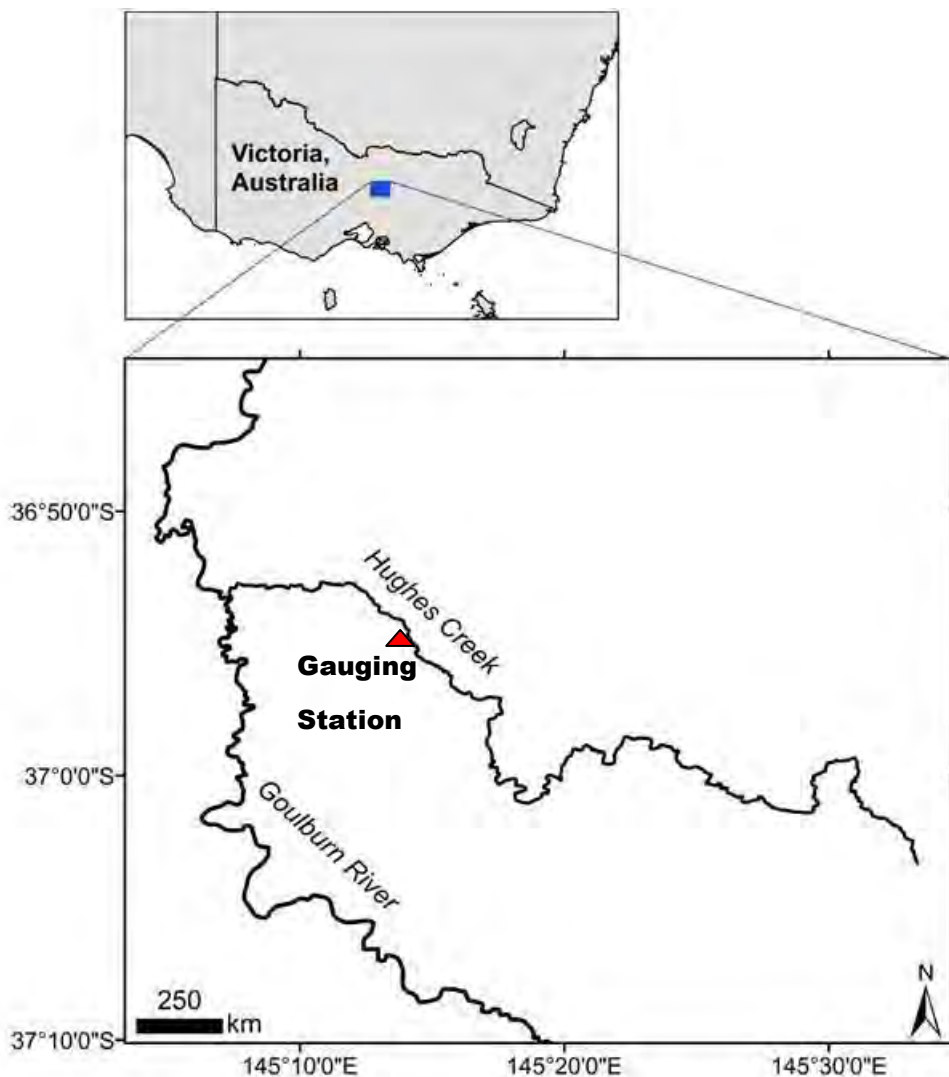 Victoria,
Australia
36°50'0"S
Hughes Creek
Gauging
Station
37°0'0"S
Goulburn River
250
km
N
37°10'0"S
145°10'0"E
145°20'0"E
145°30'0"E